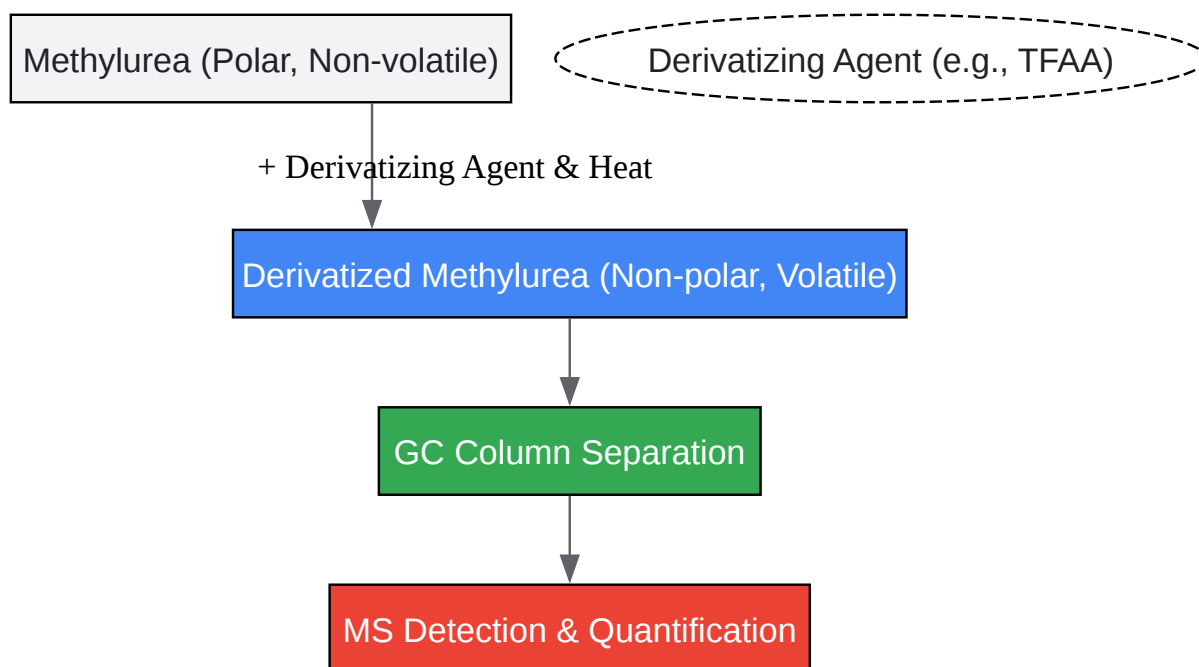 Methylurea (Polar, Non-volatile)
Derivatizing Agent (e.g., TFAA)
+ Derivatizing Agent & Heat
Derivatized Methylurea (Non-polar, Volatile)
GC Column Separation
MS Detection & Quantification